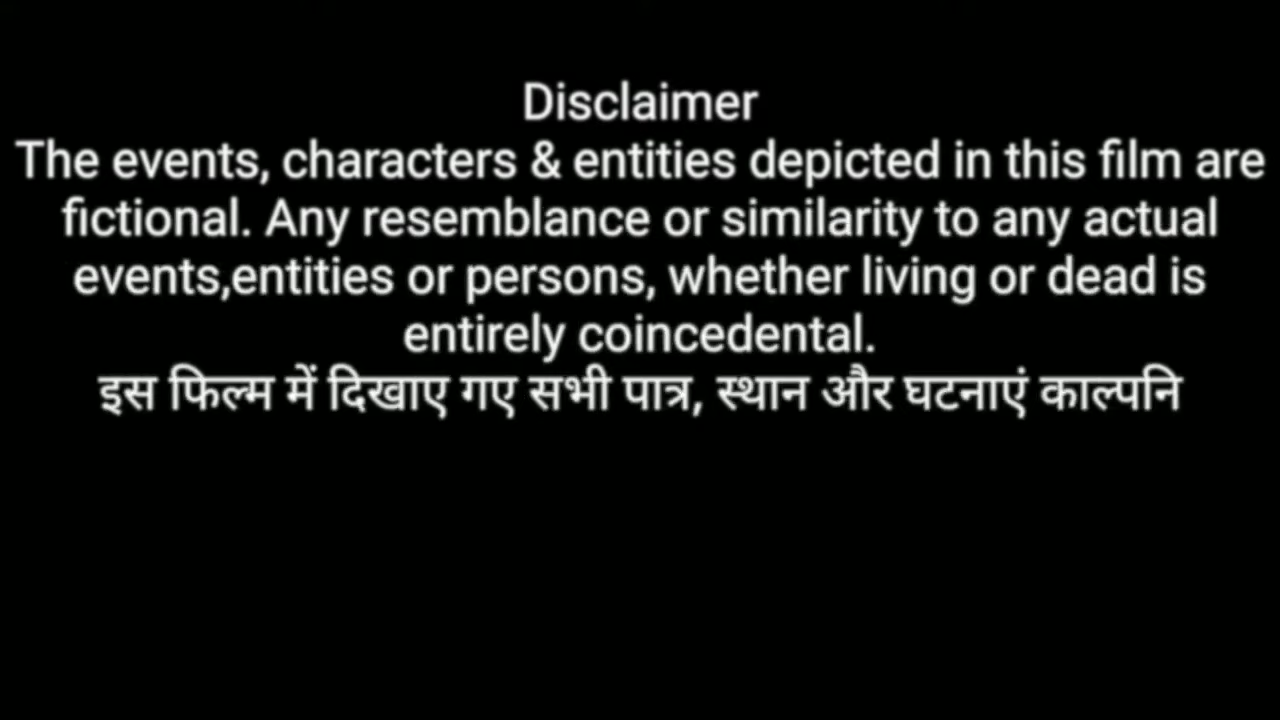 Disclaimer
The events, characters & entities depicted in this film are
fictional. Any resemblance or similarity to any actual
events,entities or persons, whether living or dead is
entirely coincedental.
इस फिल्म में दिखाए गए सभी पात्र, स्थान और घटनाएं काल्पनि